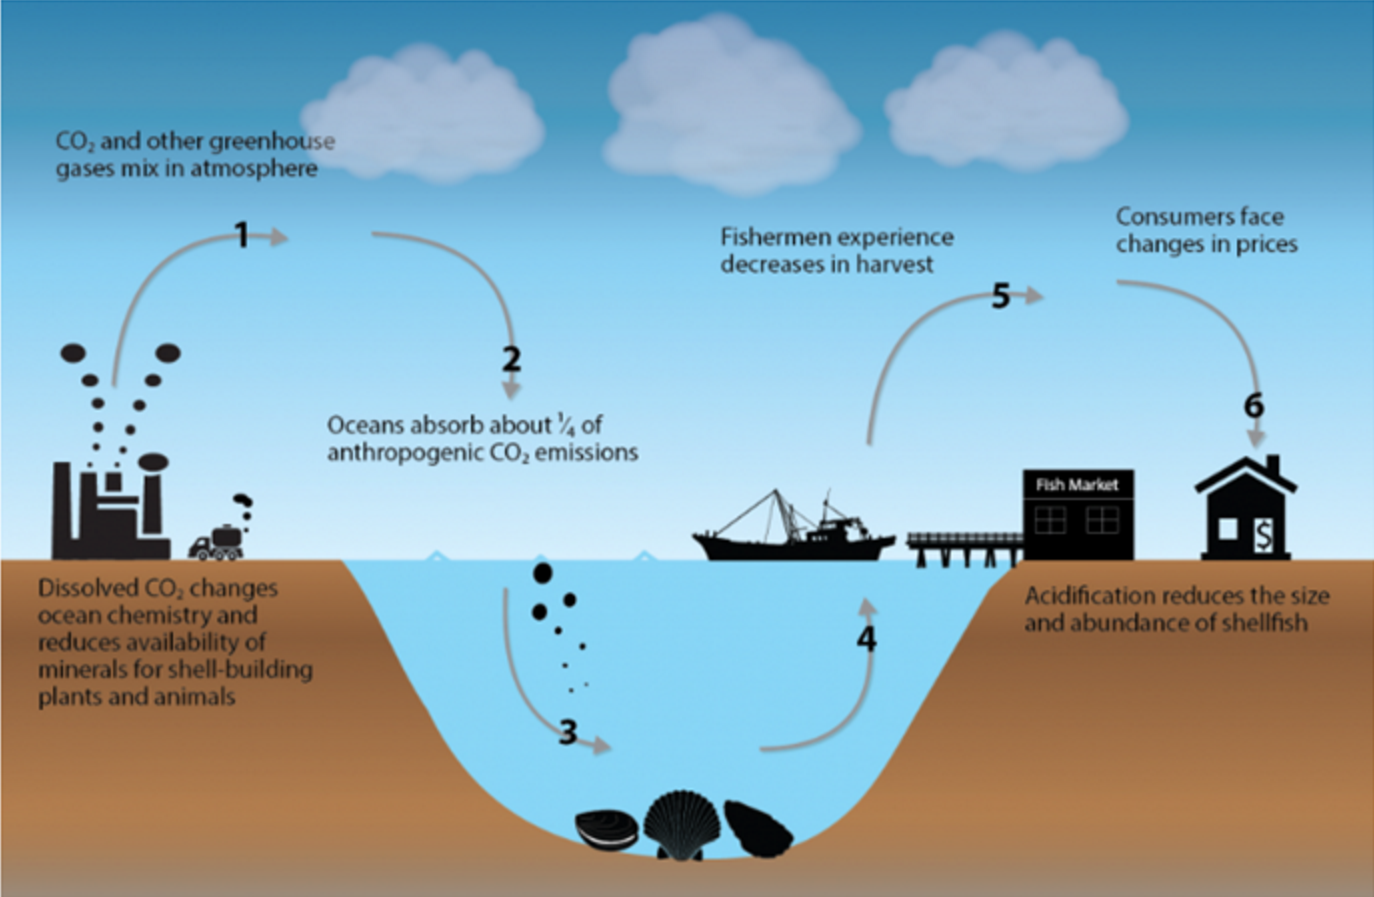 CO₂ and other greenhouse
gases mix in atmosphere
1
2
Oceans absorb about ¼ of
anthropogenic CO₂ emissions
Dissolved CO₂ changes
ocean chemistry and
reduces availability of
minerals for shell-building
plants and animals
3
4
Acidification reduces the size
and abundance of shellfish
Fishermen experience
decreases in harvest
5
Fish Market
Consumers face
changes in prices
6
$